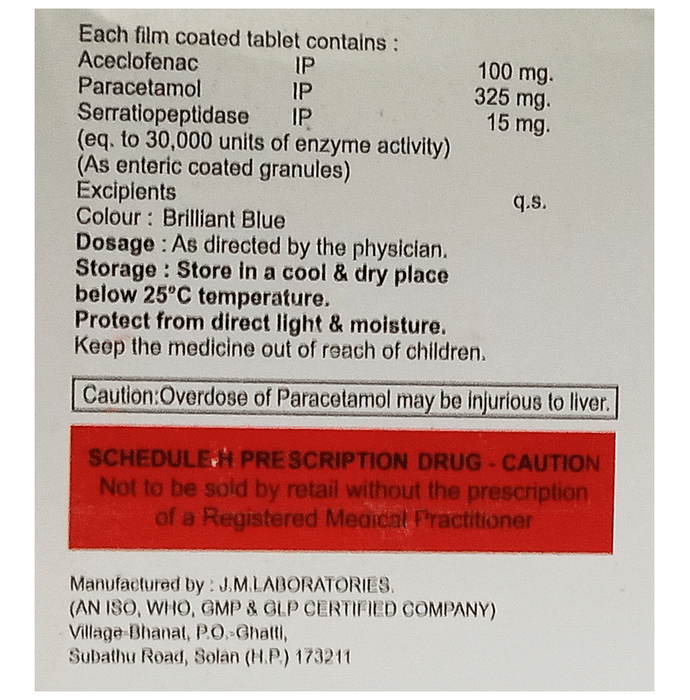 Each film coated tablet contains :
Aceclofenac IP 100 mg.
Paracetamol IP 325 mg.
Serratiopeptidase IP 15 mg.
(eq. to 30,000 units of enzyme activity)
(As enteric coated granules)
Excipients q.s.
Colour : Brilliant Blue
Dosage : As directed by the physician.
Storage : Store in a cool & dry place
below 25°C temperature.
Protect from direct light & moisture.
Keep the medicine out of reach of children.
Caution:Overdose of Paracetamol may be injurious to liver.
SCHEDULE H PRESCRIPTION DRUG - CAUTION
Not to be sold by retail without the prescription
of a Registered Medical Practitioner
Manufactured by : J.M.LABORATORIES.
(AN ISO, WHO, GMP & GLP CERTIFIED COMPANY)
Village-Bhanat, P.O.-Ghatti,
Subathu Road, Solan (H.P.) 173211